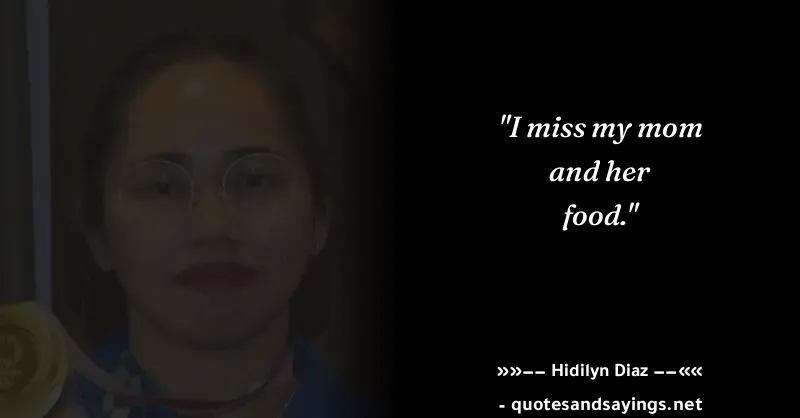 "I miss my mom
and her
food."
»»−− Hidilyn Diaz −−««
- quotesandsayings.net